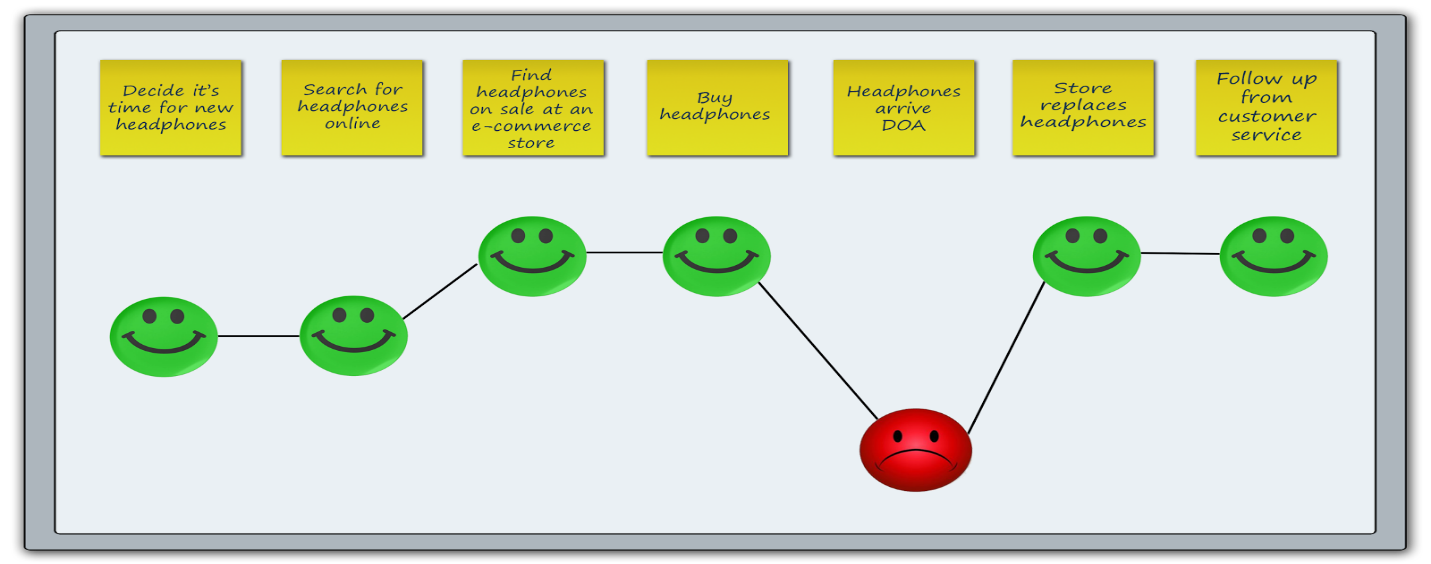 Decide it's
time for new
headphones
Search for
headphones
online
Find
headphones
on sale at an
e-commerce
store
Buy
headphones
Headphones
arrive
DOA
Store
replaces
headphones
Follow up
from
customer
service